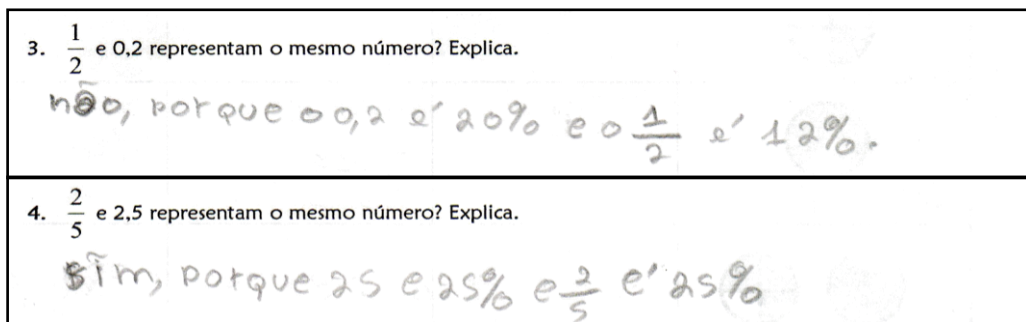 3. 1/2 e 0,2 representam o mesmo número? Explica.
não, porque o 0,2 é 20% e o 1/2 é 12%.
4. 2/5 e 2,5 representam o mesmo número? Explica.
sim, porque 25 e 25% e 2/5 é 25%